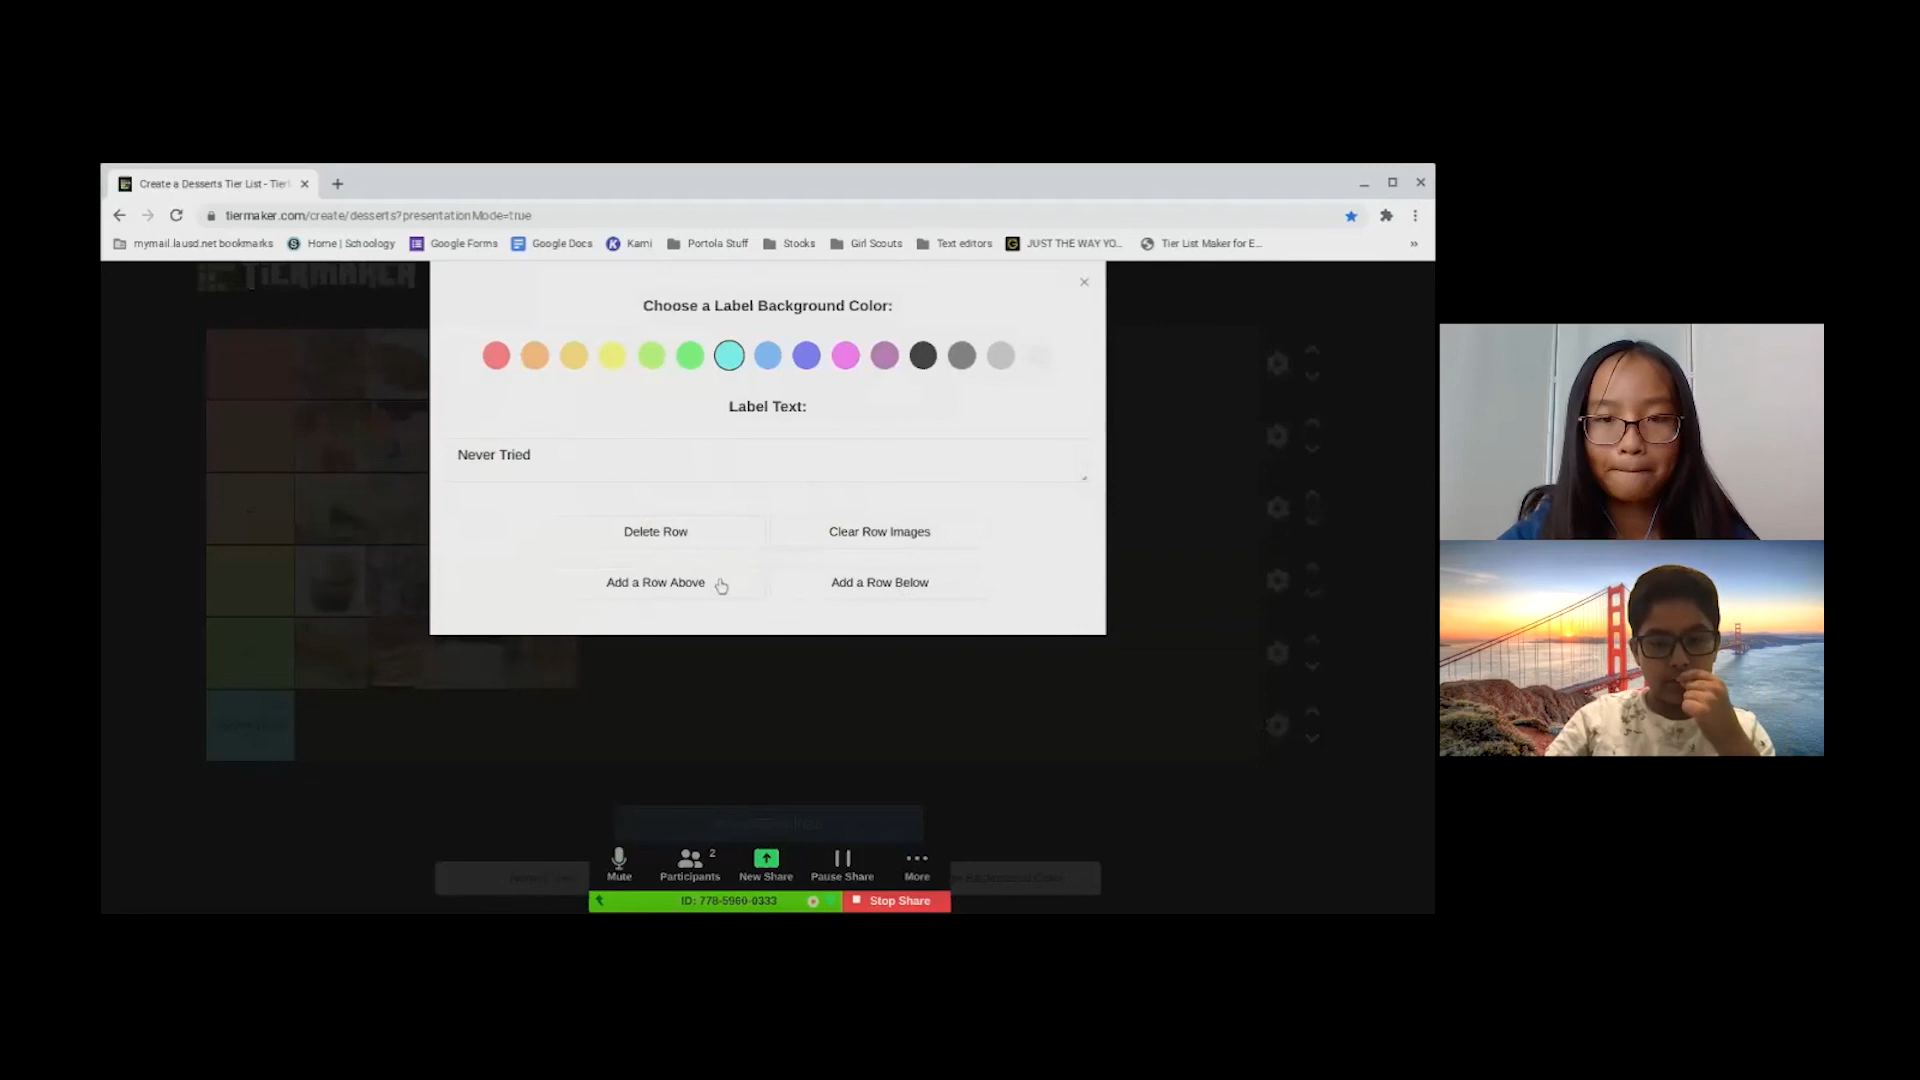 Create a Desserts Tier List - Tier
tiermaker.com/create/desserts?presentationMode=true
mymail.lausd.net bookmarks Home | Schoology Google Forms Google Docs Kami Portola Stuff Stocks Girl Scouts Text editors JUST THE WAY YO... Tier List Maker for E...
TIERMAKER
Choose a Label Background Color:
Label Text:
Never Tried
Delete Row Clear Row Images
Add a Row Above Add a Row Below
Mute Participants 2 New Share Pause Share More
ID: 778-5960-0333 Stop Share